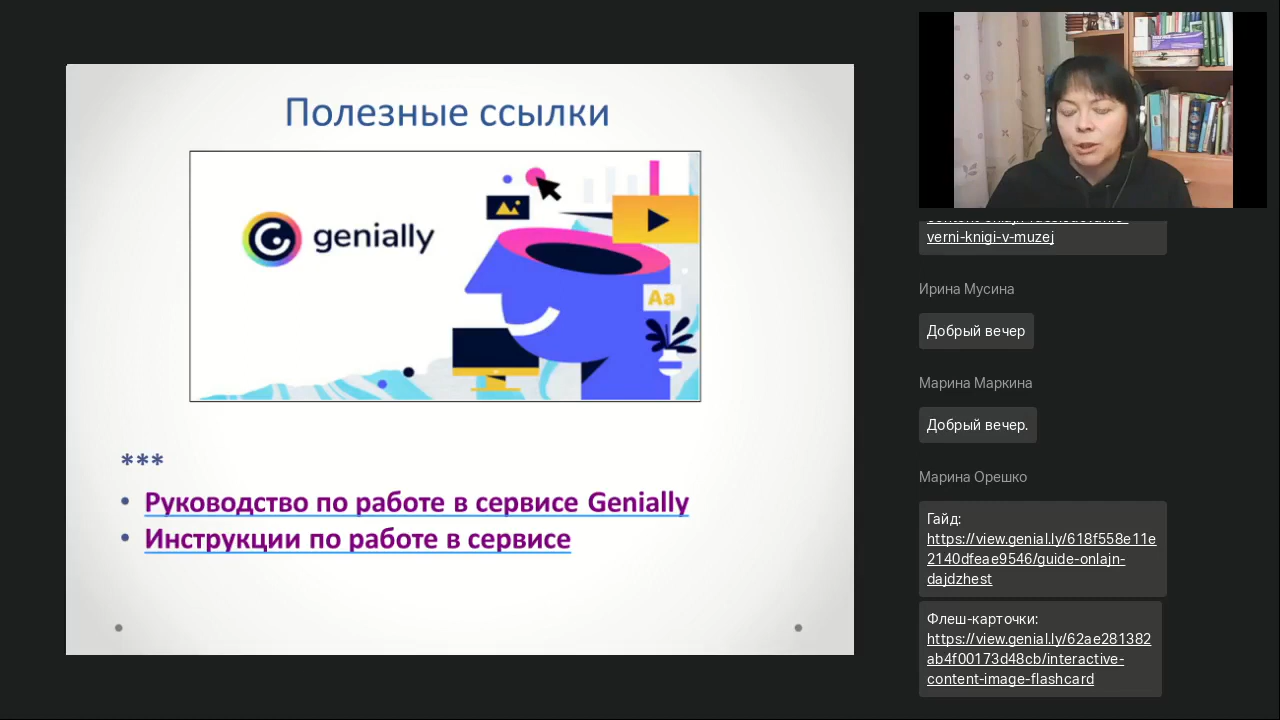 Полезные ссылки
genially
Aa
***
• Руководство по работе в сервисе Genially
• Инструкции по работе в сервисе
verni-knigi-v-muzej
Ирина Мусина
Добрый вечер
Марина Маркина
Добрый вечер.
Марина Орешко
Гайд:
https://view.genial.ly/618f558e11e
2140dfeae9546/guide-onlajn-
dajdzhest
Флеш-карточки:
https://view.genial.ly/62ae281382
ab4f00173d48cb/interactive-
content-image-flashcard